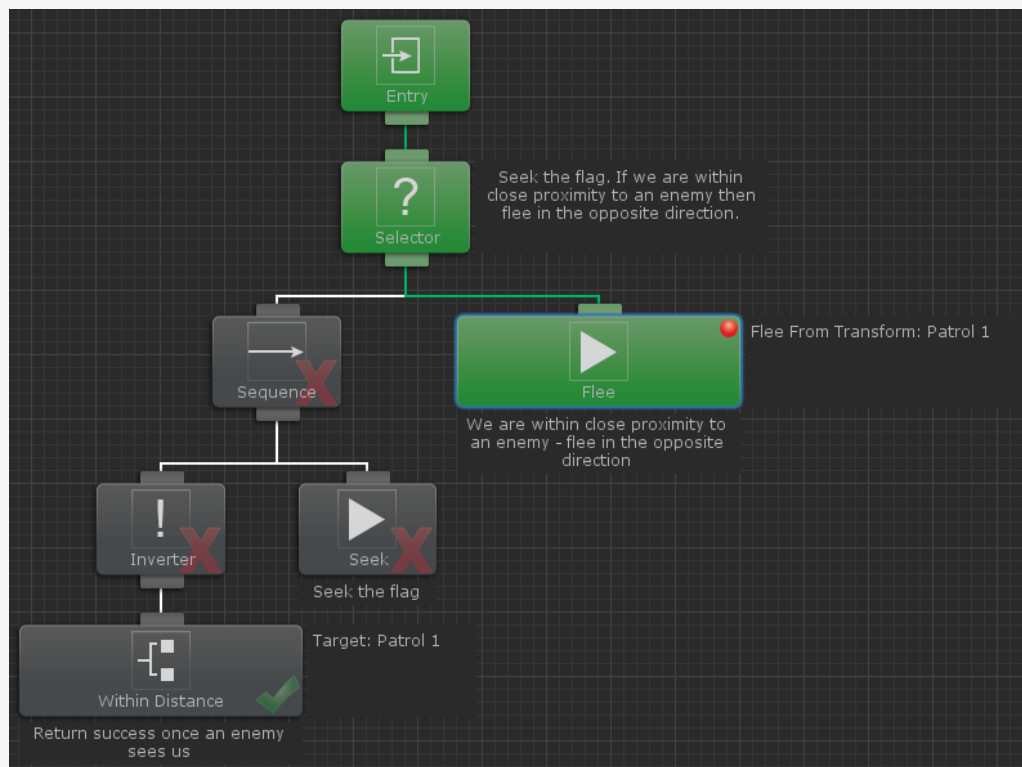 Entry
?
Selector
Seek the flag. If we are within
close proximity to an enemy then
flee in the opposite direction.
Sequence
Flee
Flee From Transform: Patrol 1
We are within close proximity to
an enemy - flee in the opposite
direction
!
Inverter
Seek
Seek the flag
Within Distance
Target: Patrol 1
Return success once an enemy
sees us